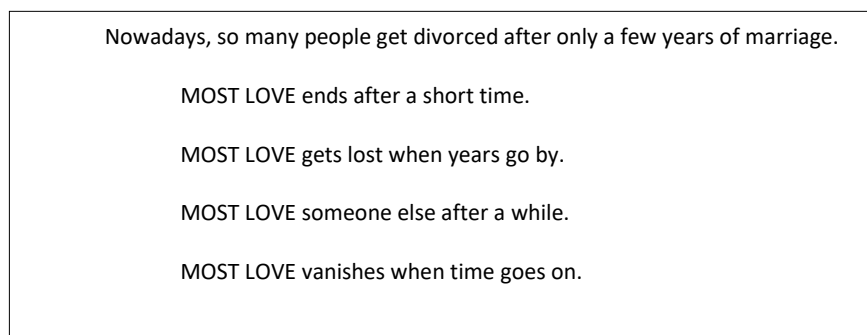 Nowadays, so many people get divorced after only a few years of marriage.
MOST LOVE ends after a short time.
MOST LOVE gets lost when years go by.
MOST LOVE someone else after a while.
MOST LOVE vanishes when time goes on.